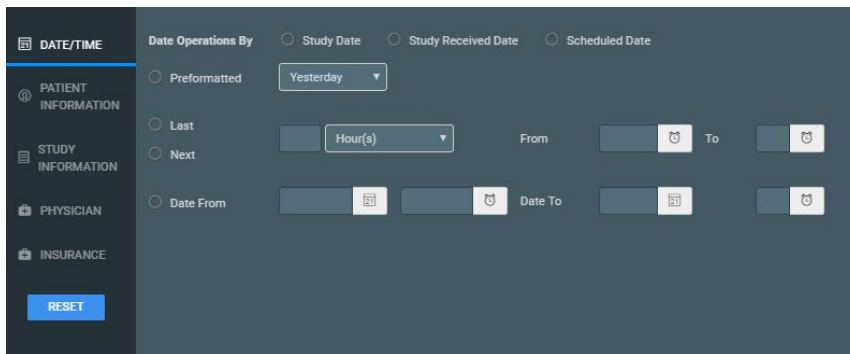 DATE/TIME
PATIENT
INFORMATION
STUDY
INFORMATION
PHYSICIAN
INSURANCE
RESET
Date Operations By Study Date Study Received Date Scheduled Date
Preformatted Yesterday
Last
Next
Hour(s) From To
Date From Date To